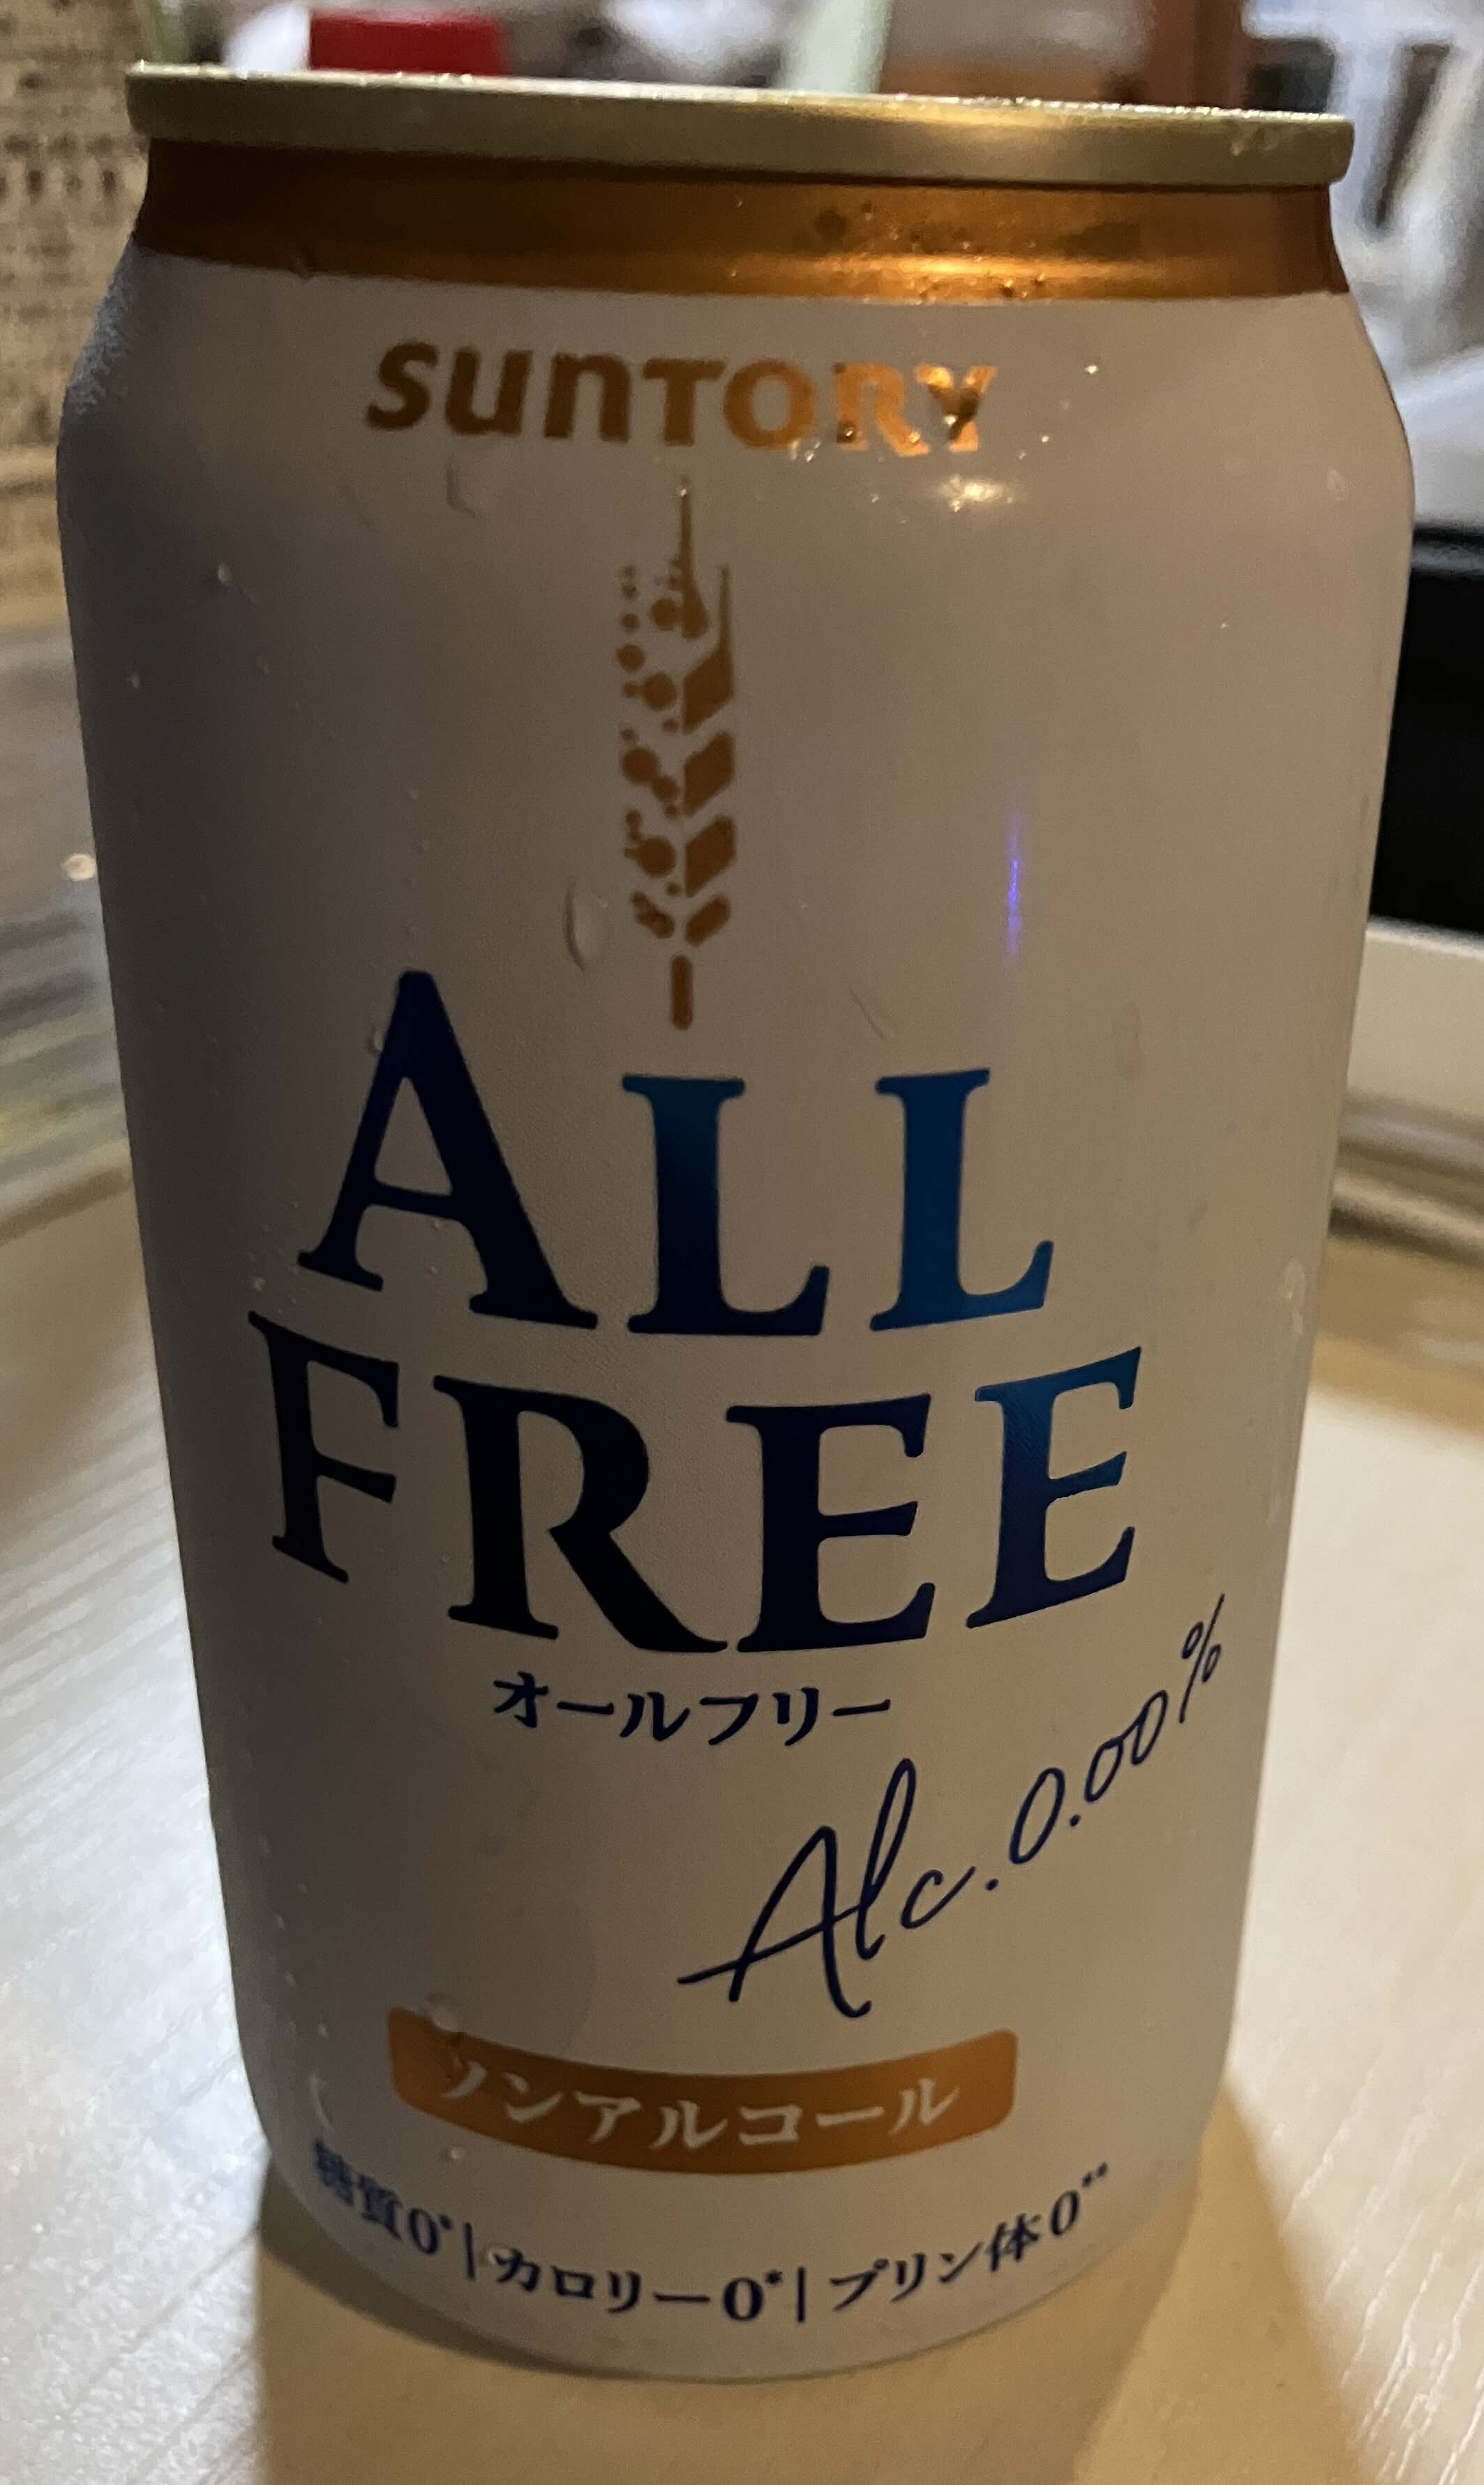 SUNTORY
ALL
FREE
オールフリー
Alc. 0.00%
ノンアルコール
糖質0*|カロリー0*|プリン体0**